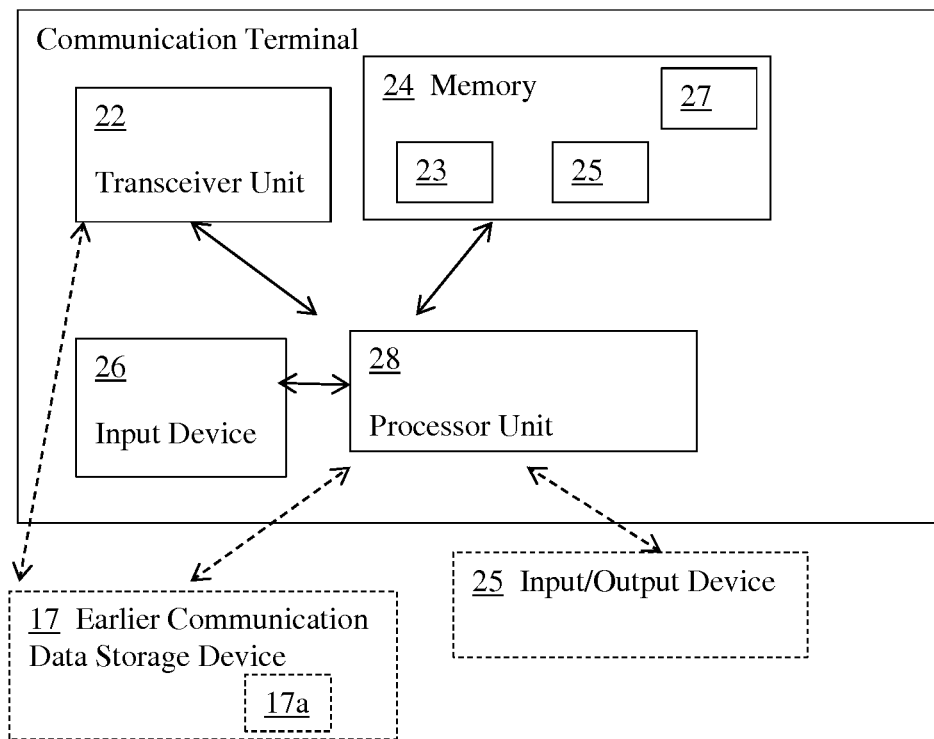 Communication Terminal
22
Transceiver Unit
24 Memory
27
23
25
26
Input Device
28
Processor Unit
17 Earlier Communication
Data Storage Device
17a
25 Input/Output Device